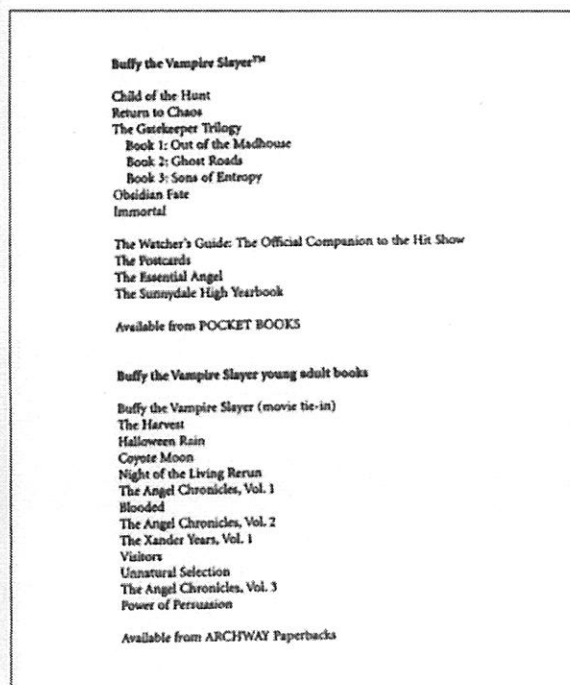 Buffy the Vampire Slayer™
Child of the Hunt
Return to Chaos
The Gatekeeper Trilogy
Book 1: Out of the Madhouse
Book 2: Ghost Roads
Book 3: Sons of Entropy
Obsidian Fate
Immortal
The Watcher's Guide: The Official Companion to the Hit Show
The Postcards
The Essential Angel
The Sunnydale High Yearbook
Available from POCKET BOOKS
Buffy the Vampire Slayer young adult books
Buffy the Vampire Slayer (movie tie-in)
The Harvest
Halloween Rain
Coyote Moon
Night of the Living Rerun
The Angel Chronicles, Vol. 1
Blooded
The Angel Chronicles, Vol. 2
The Xander Years, Vol. 1
Visitors
Unnatural Selection
The Angel Chronicles, Vol. 3
Power of Persuasion
Available from ARCHWAY Paperbacks